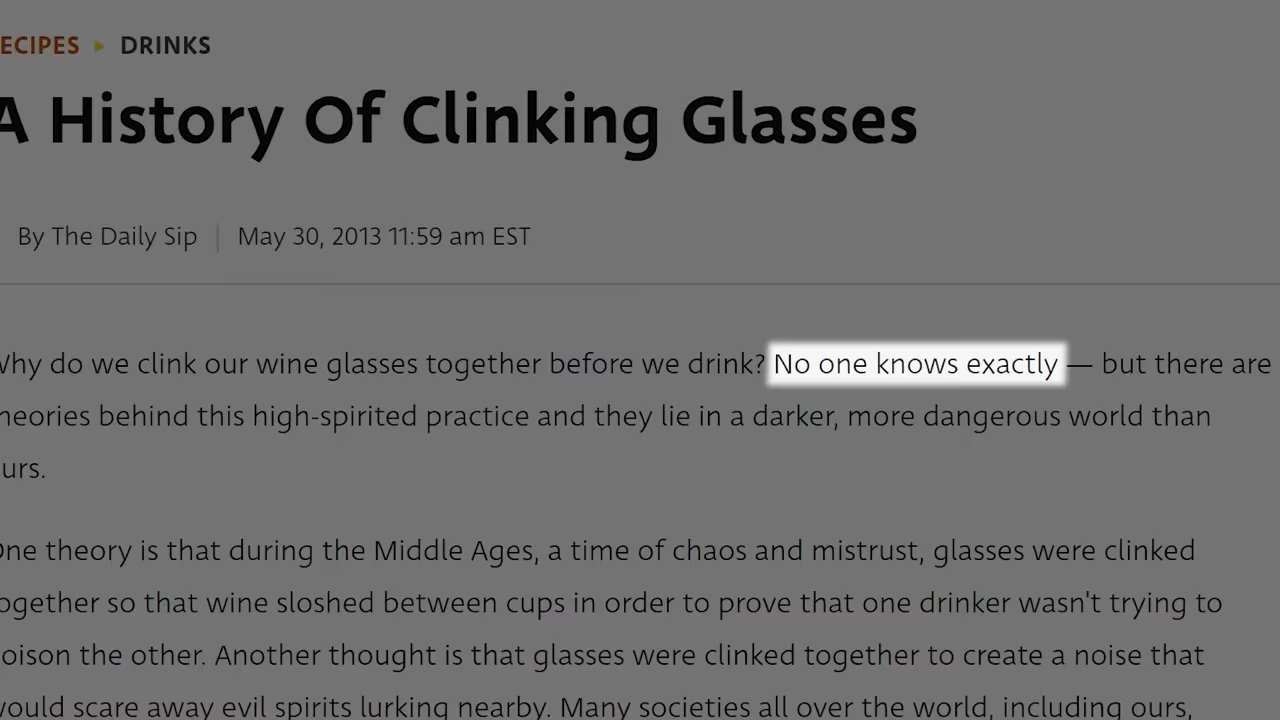 ECIPES ▸ DRINKS
A History Of Clinking Glasses
By The Daily Sip | May 30, 2013 11:59 am EST
Why do we clink our wine glasses together before we drink? No one knows exactly — but there are
heories behind this high-spirited practice and they lie in a darker, more dangerous world than
urs.
One theory is that during the Middle Ages, a time of chaos and mistrust, glasses were clinked
ogether so that wine sloshed between cups in order to prove that one drinker wasn't trying to
oison the other. Another thought is that glasses were clinked together to create a noise that
would scare away evil spirits lurking nearby. Many societies all over the world, including ours,